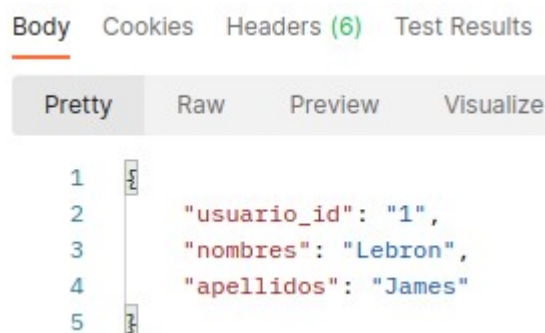 Body Cookies Headers (6) Test Results
Pretty Raw Preview Visualize
1 {
2 "usuario_id": "1",
3 "nombres": "Lebron",
4 "apellidos": "James"
5 }